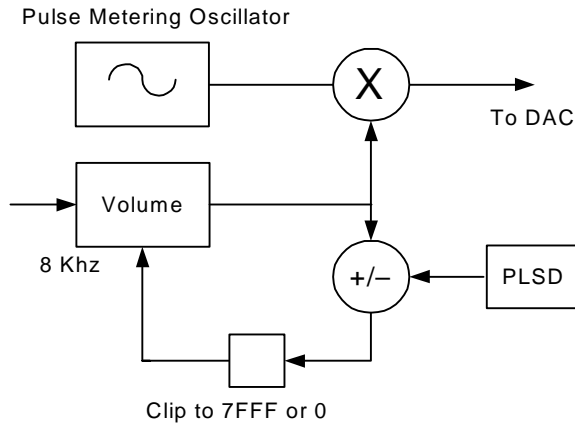 Pulse Metering Oscillator
X
To DAC
Volume
8 Khz
+/–
PLSD
Clip to 7FFF or 0